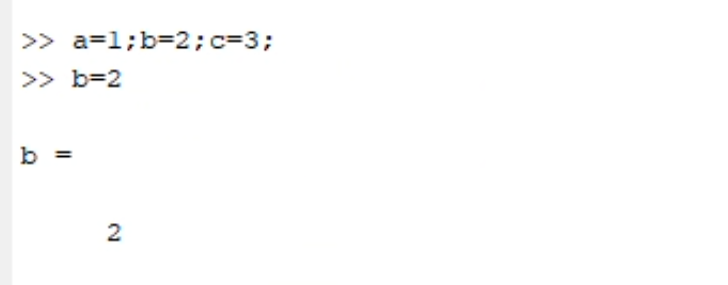 >> a=1;b=2;c=3;
>> b=2
b =
2